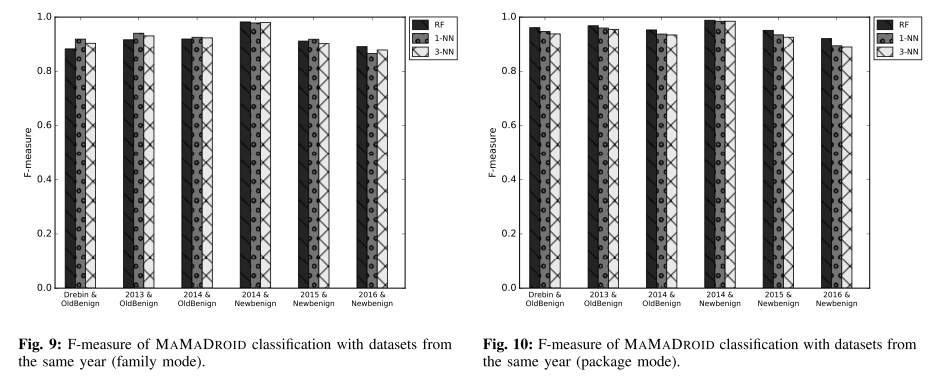 1.0
0.8
0.6
0.4
0.2
0.0
F-measure
Drebin &
OldBenign
2013 &
OldBenign
2014 &
OldBenign
2014 &
Newbenign
2015 &
Newbenign
2016 &
Newbenign
RF
1-NN
3-NN
Fig. 9: F-measure of MAMADROID classification with datasets from
the same year (family mode).
1.0
0.8
0.6
0.4
0.2
0.0
F-measure
Drebin &
OldBenign
2013 &
OldBenign
2014 &
OldBenign
2014 &
Newbenign
2015 &
Newbenign
2016 &
Newbenign
RF
1-NN
3-NN
Fig. 10: F-measure of MAMADROID classification with datasets from
the same year (package mode).